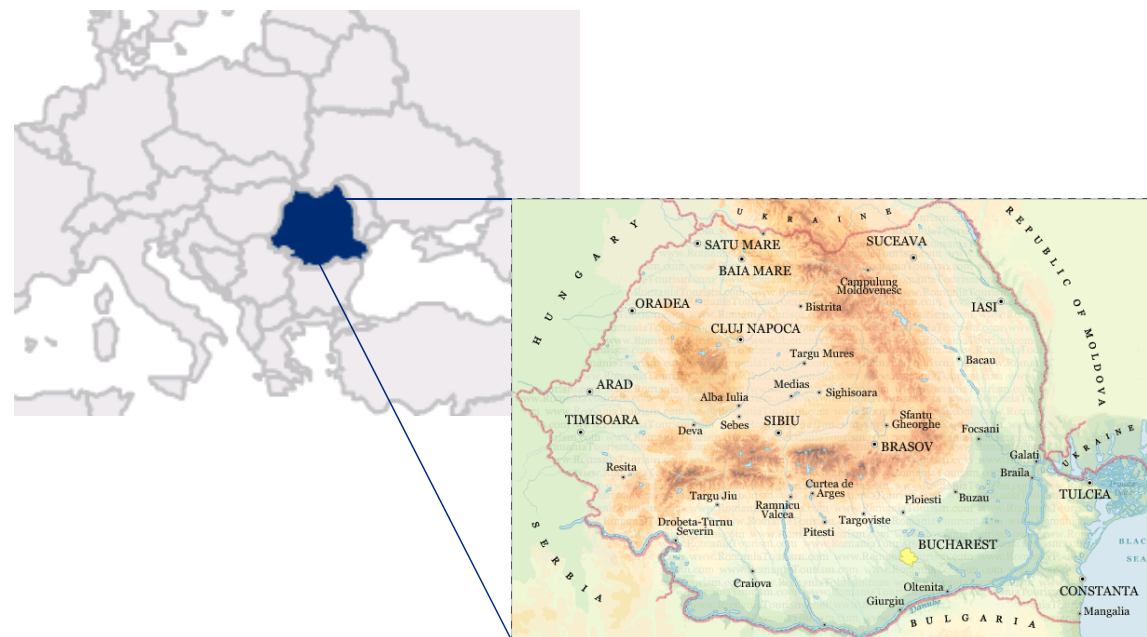 UKRAINE
HUNGARY
REPUBLIC OF MOLDOVA
SATU MARE
SUCEAVA
BAIA MARE
Campulung
Moldovenesc
ORADEA
Bistrita
IASI
CLUJ NAPOCA
Targu Mures
Bacau
ARAD
Medias
Sighisoara
Alba Iulia
TIMISOARA
Sebes
SIBIU
Sfantu
Gheorghe
Deva
Focsani
BRASOV
UKRAINE
Galati
Resita
Braila
Curtea de
Arges
TULCEA
Targu Jiu
Ramnicu
Valcea
Ploiesti
Buzau
Drobeta-Turnu
Severin
Targoviste
Pitesti
SERBIA
BUCHAREST
BLAC
SEA
Craiova
Oltenita
CONSTANTA
Giurgiu
Danube
Mangalia
BULGARIA